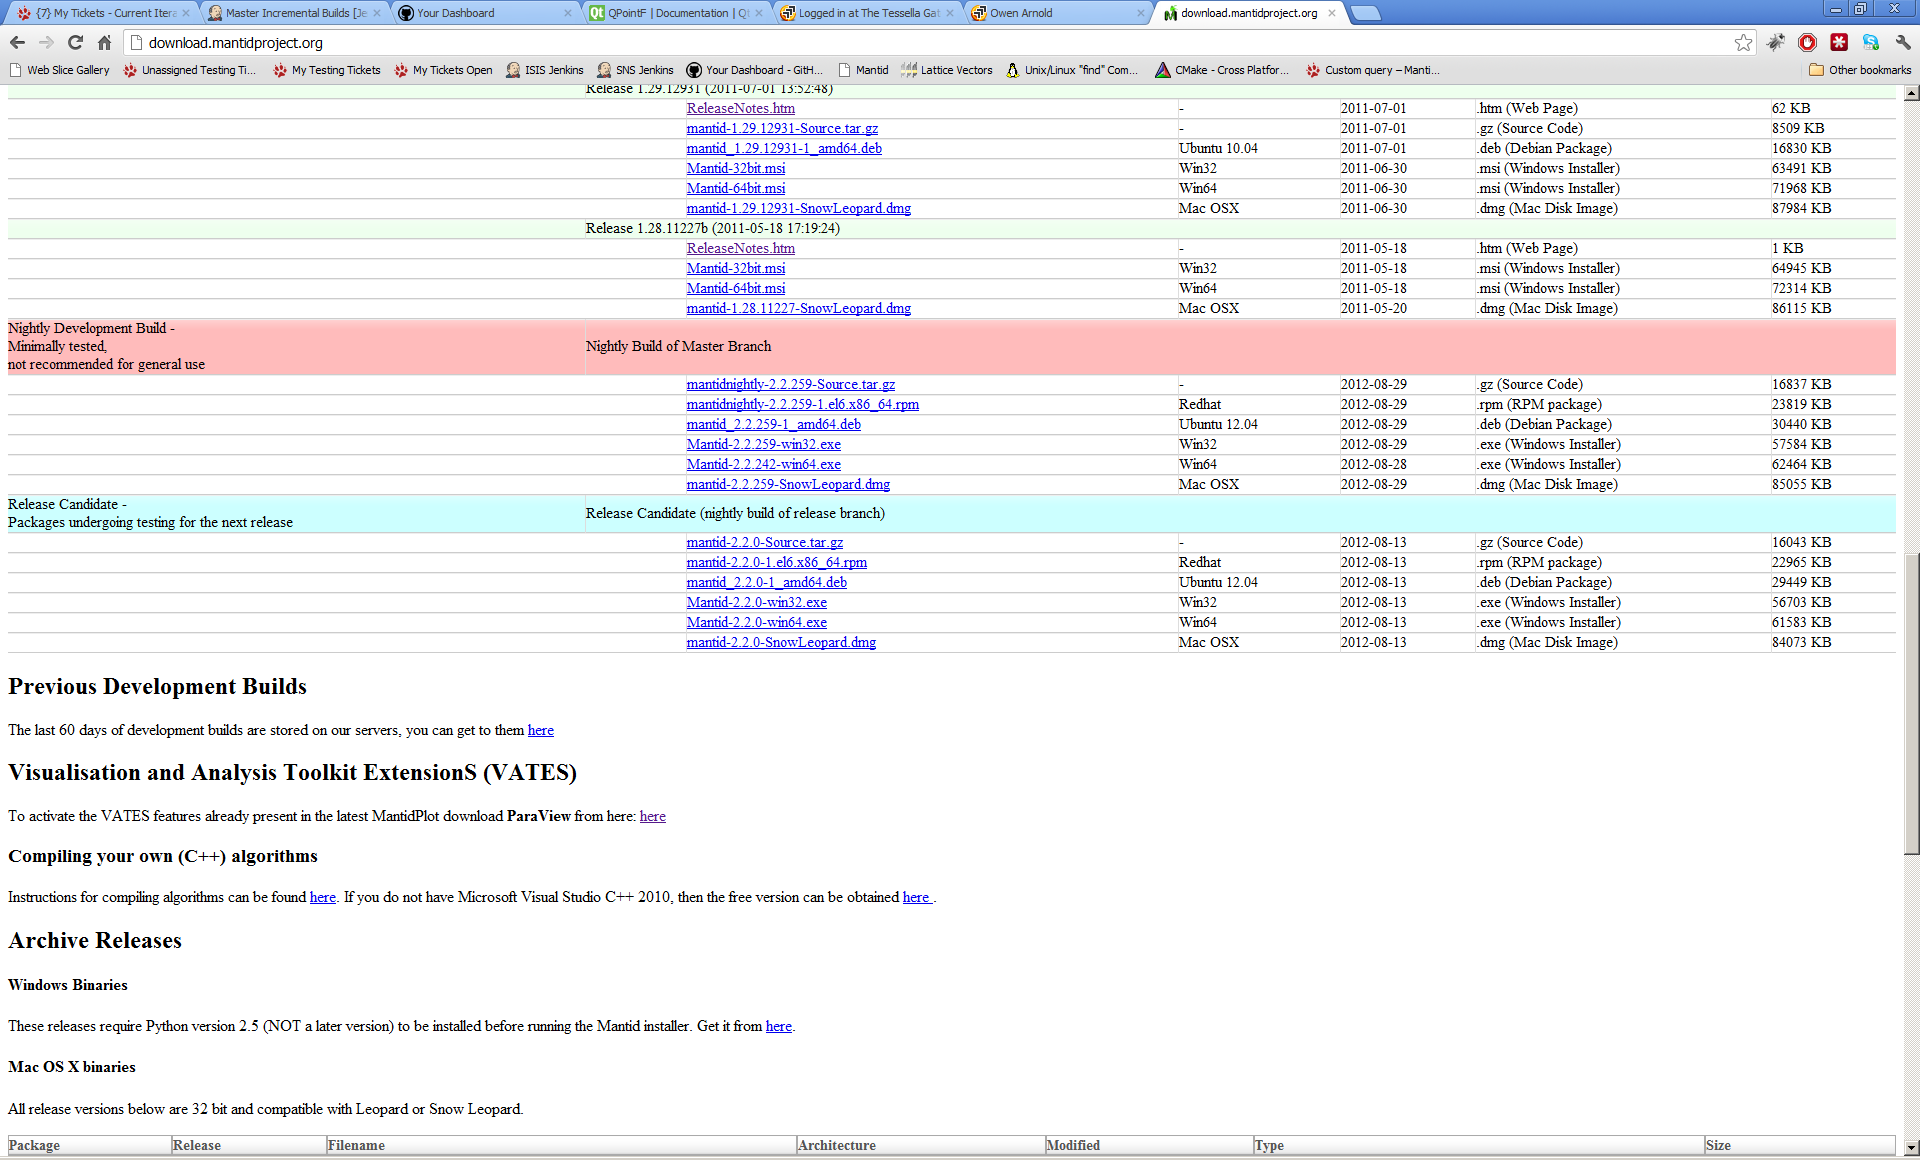 {7} My Tickets - Current Itera
Master Incremental Builds [Je
Your Dashboard
QPointF | Documentation | Qt
Logged in at The Tessella Gat
Owen Arnold
download.mantidproject.org
download.mantidproject.org
Web Slice Gallery
Unassigned Testing Ti...
My Testing Tickets
My Tickets Open
ISIS Jenkins
SNS Jenkins
Your Dashboard - GitH...
Mantid
Lattice Vectors
Unix/Linux "find" Com...
CMake - Cross Platfor...
Custom query – Manti...
Other bookmarks
Release 1.29.12931 (2011-07-01 13:52:48)
ReleaseNotes.htm - 2011-07-01 .htm (Web Page) 62 KB
mantid-1.29.12931-Source.tar.gz - 2011-07-01 .gz (Source Code) 8509 KB
mantid_1.29.12931-1_amd64.deb Ubuntu 10.04 2011-07-01 .deb (Debian Package) 16830 KB
Mantid-32bit.msi Win32 2011-06-30 .msi (Windows Installer) 63491 KB
Mantid-64bit.msi Win64 2011-06-30 .msi (Windows Installer) 71968 KB
mantid-1.29.12931-SnowLeopard.dmg Mac OSX 2011-06-30 .dmg (Mac Disk Image) 87984 KB
Release 1.28.11227b (2011-05-18 17:19:24)
ReleaseNotes.htm - 2011-05-18 .htm (Web Page) 1 KB
Mantid-32bit.msi Win32 2011-05-18 .msi (Windows Installer) 64945 KB
Mantid-64bit.msi Win64 2011-05-18 .msi (Windows Installer) 72314 KB
mantid-1.28.11227-SnowLeopard.dmg Mac OSX 2011-05-20 .dmg (Mac Disk Image) 86115 KB
Nightly Development Build -
Minimally tested,
not recommended for general use
Nightly Build of Master Branch
mantidnightly-2.2.259-Source.tar.gz - 2012-08-29 .gz (Source Code) 16837 KB
mantidnightly-2.2.259-1.el6.x86_64.rpm Redhat 2012-08-29 .rpm (RPM package) 23819 KB
mantid_2.2.259-1_amd64.deb Ubuntu 12.04 2012-08-29 .deb (Debian Package) 30440 KB
Mantid-2.2.259-win32.exe Win32 2012-08-29 .exe (Windows Installer) 57584 KB
Mantid-2.2.242-win64.exe Win64 2012-08-28 .exe (Windows Installer) 62464 KB
mantid-2.2.259-SnowLeopard.dmg Mac OSX 2012-08-29 .dmg (Mac Disk Image) 85055 KB
Release Candidate -
Packages undergoing testing for the next release
Release Candidate (nightly build of release branch)
mantid-2.2.0-Source.tar.gz - 2012-08-13 .gz (Source Code) 16043 KB
mantid-2.2.0-1.el6.x86_64.rpm Redhat 2012-08-13 .rpm (RPM package) 22965 KB
mantid_2.2.0-1_amd64.deb Ubuntu 12.04 2012-08-13 .deb (Debian Package) 29449 KB
Mantid-2.2.0-win32.exe Win32 2012-08-13 .exe (Windows Installer) 56703 KB
Mantid-2.2.0-win64.exe Win64 2012-08-13 .exe (Windows Installer) 61583 KB
mantid-2.2.0-SnowLeopard.dmg Mac OSX 2012-08-13 .dmg (Mac Disk Image) 84073 KB
Previous Development Builds
The last 60 days of development builds are stored on our servers, you can get to them here
Visualisation and Analysis Toolkit ExtensionS (VATES)
To activate the VATES features already present in the latest MantidPlot download ParaView from here: here
Compiling your own (C++) algorithms
Instructions for compiling algorithms can be found here. If you do not have Microsoft Visual Studio C++ 2010, then the free version can be obtained here .
Archive Releases
Windows Binaries
These releases require Python version 2.5 (NOT a later version) to be installed before running the Mantid installer. Get it from here.
Mac OS X binaries
All release versions below are 32 bit and compatible with Leopard or Snow Leopard.
Package Release Filename Architecture Modified Type Size